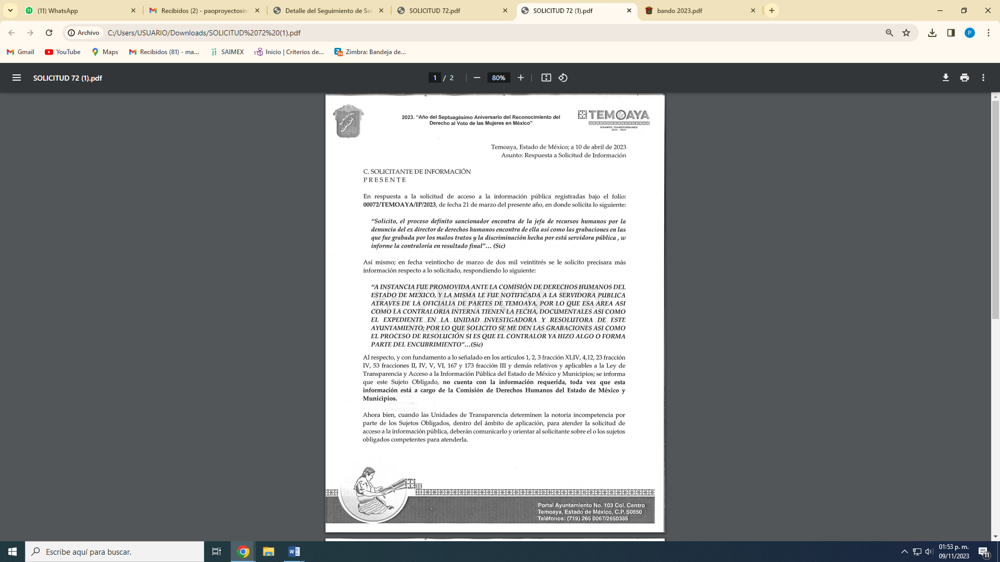 (11) WhatsApp
Recibidos (2) - paoproyectosin
Detalle del Seguimiento de Sol
SOLICITUD 72.pdf
SOLICITUD 72 (1).pdf
bando 2023.pdf
Archivo
C:/Users/USUARIO/Downloads/SOLICITUD%2072%20(1).pdf
P
Gmail
YouTube
Maps
Recibidos (81) - ma...
SAIMEX
Inicio | Criterios de...
Zimbra: Bandeja de...
SOLICITUD 72 (1).pdf
1 / 2
80%
2023. “Año del Septuagésimo Aniversario del Reconocimiento del
Derecho al Voto de las Mujeres en México”
TEMOAYA
SIGAMOS TRANSFORMANDO
2022 - 2024
Temoaya, Estado de México; a 10 de abril de 2023
Asunto: Respuesta a Solicitud de Información
C. SOLICITANTE DE INFORMACIÓN
P R E S E N T E
En respuesta a la solicitud de acceso a la información pública registradas bajo el folio:
00072/TEMOAYA/IP/2023, de fecha 21 de marzo del presente año, en donde solicita lo siguiente:
“Solicito, el proceso definito sancionador encontra de la jefa de recursos humanos por la
denuncia del ex director de derechos humanos encontra de ella así como las grabaciones en las
que fue grabada por los malos tratos y la discriminación hecha por está servidora pública , w
informe la contraloría en resultado final”… (Sic)
Así mismo; en fecha veintiocho de marzo de dos mil veintitrés se le solicito precisara más
información respecto a lo solicitado, respondiendo lo siguiente:
“A INSTANCIA FUE PROMOVIDA ANTE LA COMISIÓN DE DERECHOS HUMANOS DEL
ESTADO DE MEXICO, Y LA MISMA LE FUE NOTIFICADA A LA SERVIDORA PUBLICA
ATRAVES DE LA OFICIALIA DE PARTES DE TEMOAYA, POR LO QUE ESA AREA ASI
COMO LA CONTRALORIA INTERNA TIENEN LA FECHA, DOCUMENTALES ASI COMO
EL EXPEDIENTE EN LA UNIDAD INVESTIGADORA Y RESOLUTORA DE ESTE
AYUNTAMIENTO; POR LO QUE SOLICITO SE ME DEN LAS GRABACIONES ASI COMO
EL PROCESO DE RESOLUCIÓN SI ES QUE EL CONTRALOR YA HIZO ALGO O FORMA
PARTE DEL ENCUBRIMIENTO”…(Sic)
Al respecto, y con fundamento a lo señalado en los artículos 1, 2, 3 fracción XLIV, 4,12, 23 fracción
IV, 53 fracciones II, IV, V, VI, 167 y 173 fracción III y demás relativos y aplicables a la Ley de
Transparencia y Acceso a la Información Pública del Estado de México y Municipios; se informa
que este Sujeto Obligado, no cuenta con la información requerida, toda vez que esta
información está a cargo de la Comisión de Derechos Humanos del Estado de México y
Municipios.
Ahora bien, cuando las Unidades de Transparencia determinen la notoria incompetencia por
parte de los Sujetos Obligados, dentro del ámbito de aplicación, para atender la solicitud de
acceso a la información pública, deberán comunicarlo y orientar al solicitante sobre el o los sujetos
obligados competentes para atenderla.
Portal Ayuntamiento No. 103 Col. Centro
Temoaya, Estado de México, C.P. 50850
Teléfonos: (719) 265 0067/2650385
Escribe aquí para buscar.
01:53 p. m.
09/11/2023
11